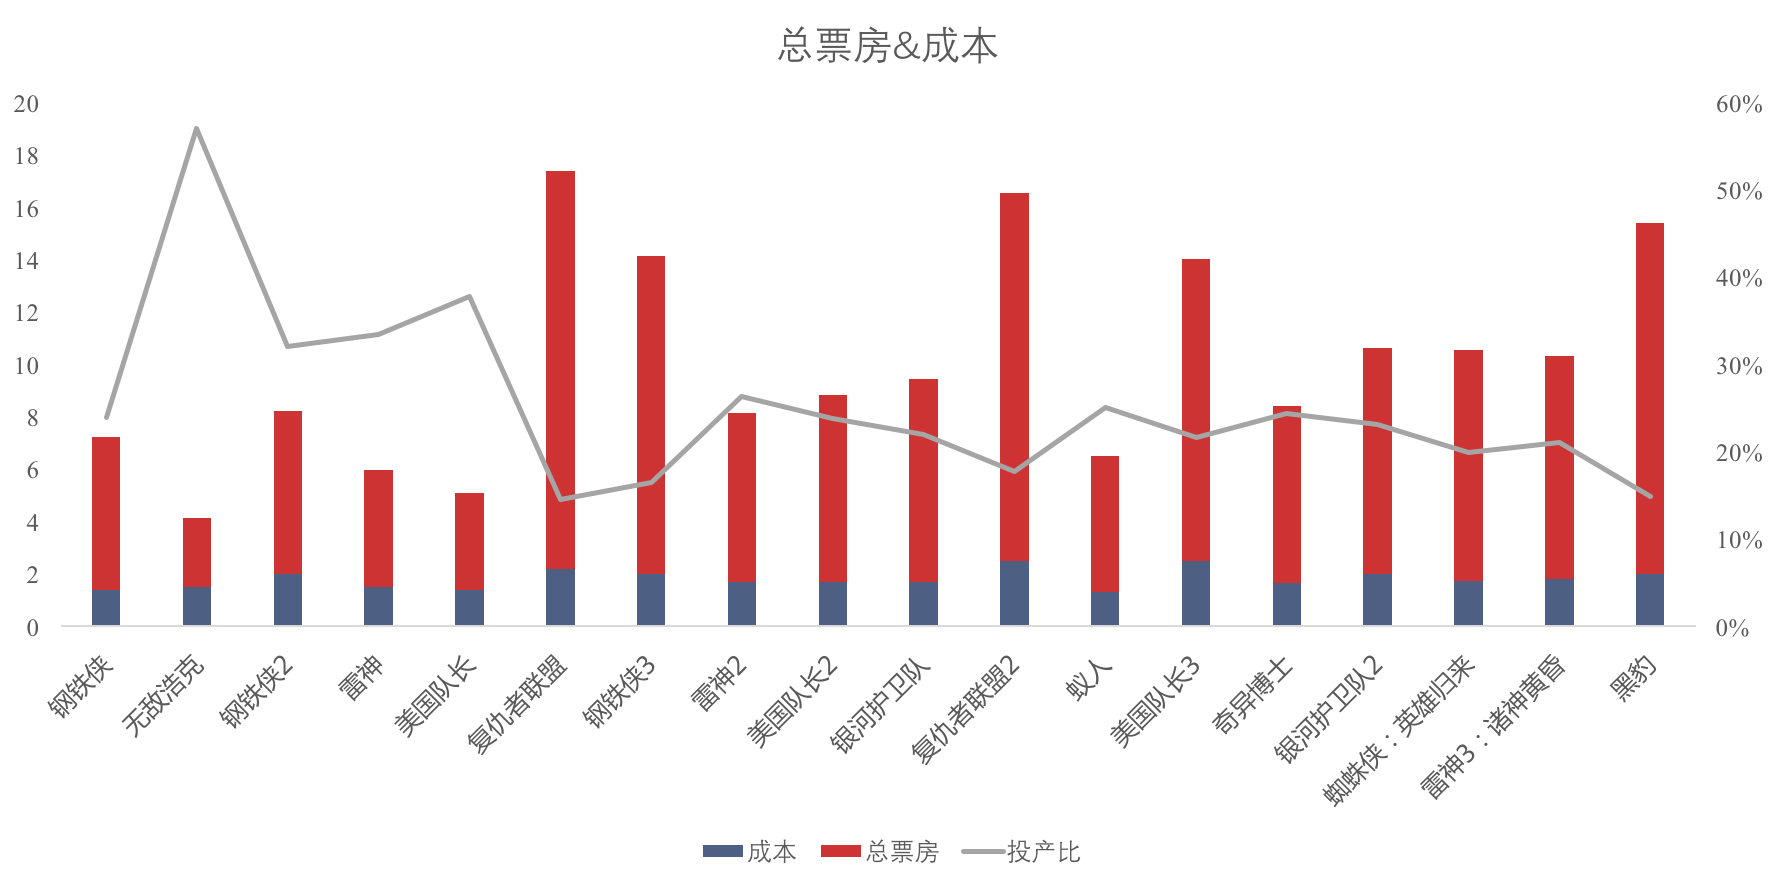 总票房&成本
20
18
16
14
12
10
8
6
4
2
0
60%
50%
40%
30%
20%
10%
0%
钢铁侠
无敌浩克
钢铁侠2
雷神
美国队长
复仇者联盟
钢铁侠3
雷神2
美国队长2
银河护卫队
复仇者联盟2
蚁人
美国队长3
奇异博士
银河护卫队2
蜘蛛侠：英雄归来
雷神3：诸神黄昏
黑豹
成本 总票房 投产比